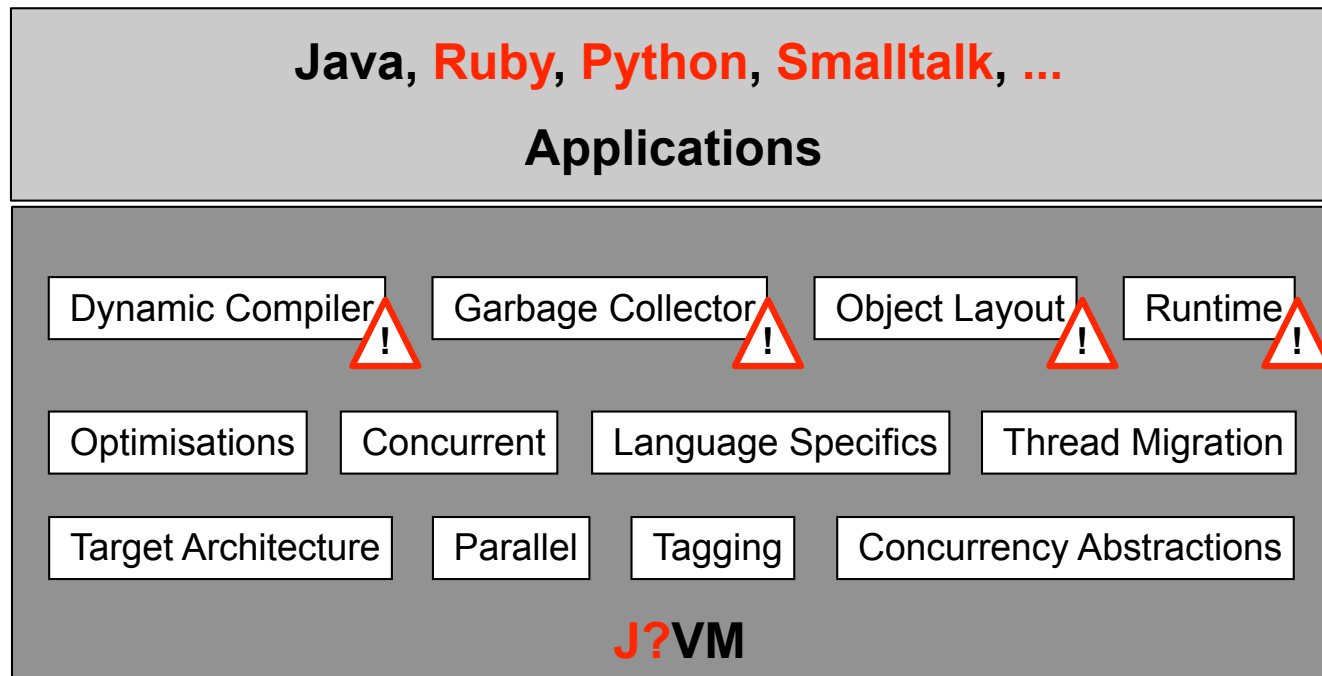 Java, Ruby, Python, Smalltalk, ...
Applications
Dynamic Compiler ! Garbage Collector ! Object Layout ! Runtime !
Optimisations Concurrent Language Specifics Thread Migration
Target Architecture Parallel Tagging Concurrency Abstractions
J?VM